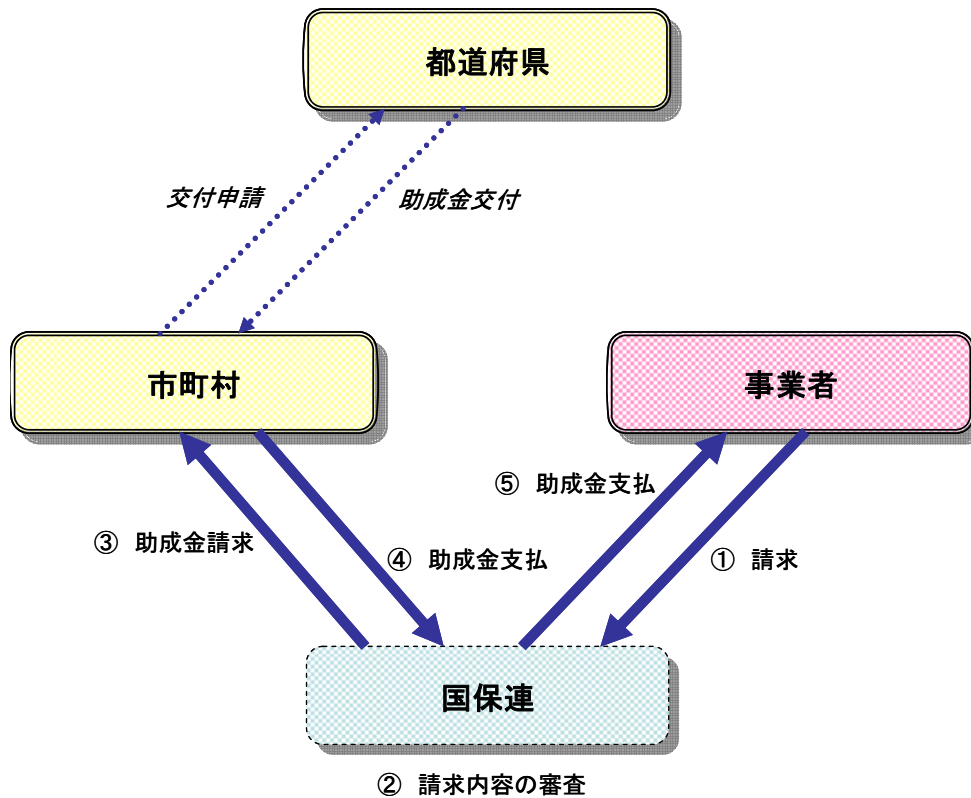 都道府県
交付申請
助成金交付
市町村
事業者
⑤ 助成金支払
③ 助成金請求
④ 助成金支払
① 請求
国保連
② 請求内容の審査